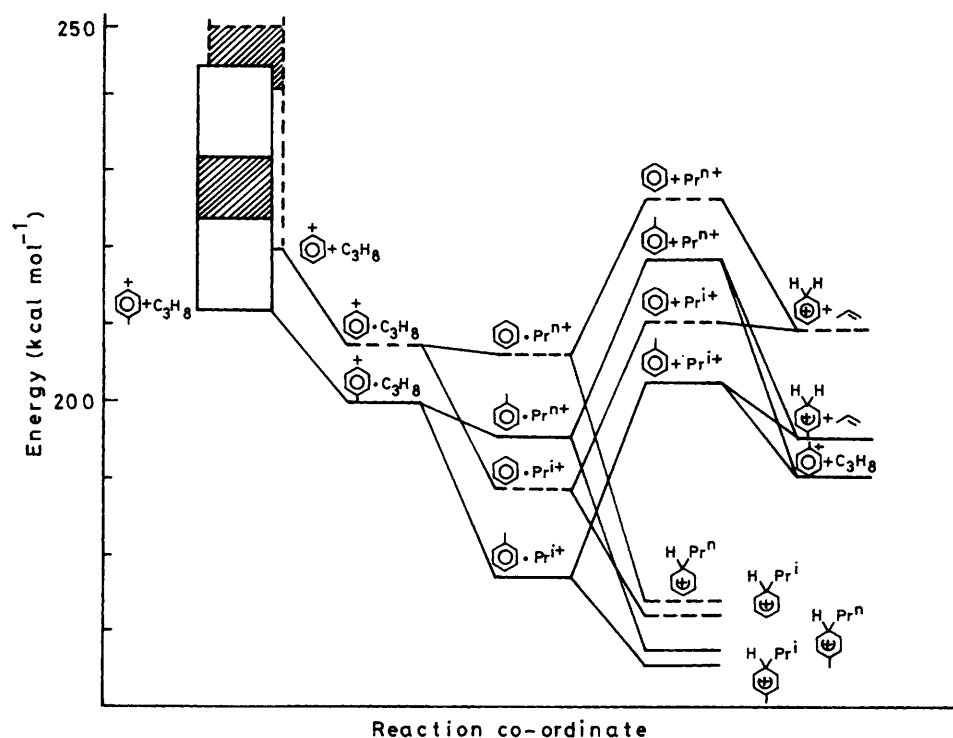 250
200
Energy (kcal mol⁻¹)
Reaction co-ordinate
+
+ C₃H₈
+
+ C₃H₈
+
· C₃H₈
+
· C₃H₈
· Prⁿ⁺
· Prⁿ⁺
· Prⁱ⁺
· Prⁱ⁺
+ Prⁿ⁺
+ Prⁿ⁺
+ Prⁱ⁺
+ Prⁱ⁺
H H
+
+
H H
+
+
+
+ C₃H₈
H Prⁿ
+
H Prⁱ
+
H Prⁿ
+
H Prⁱ
+